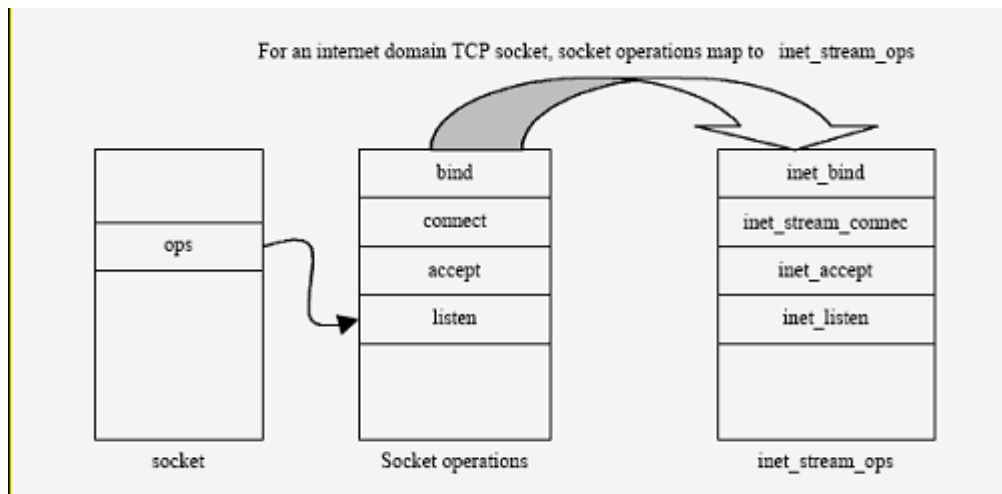 For an internet domain TCP socket, socket operations map to inet_stream_ops
bind
inet_bind
connect
inet_stream_connec
ops
accept
inet_accept
listen
inet_listen
socket
Socket operations
inet_stream_ops